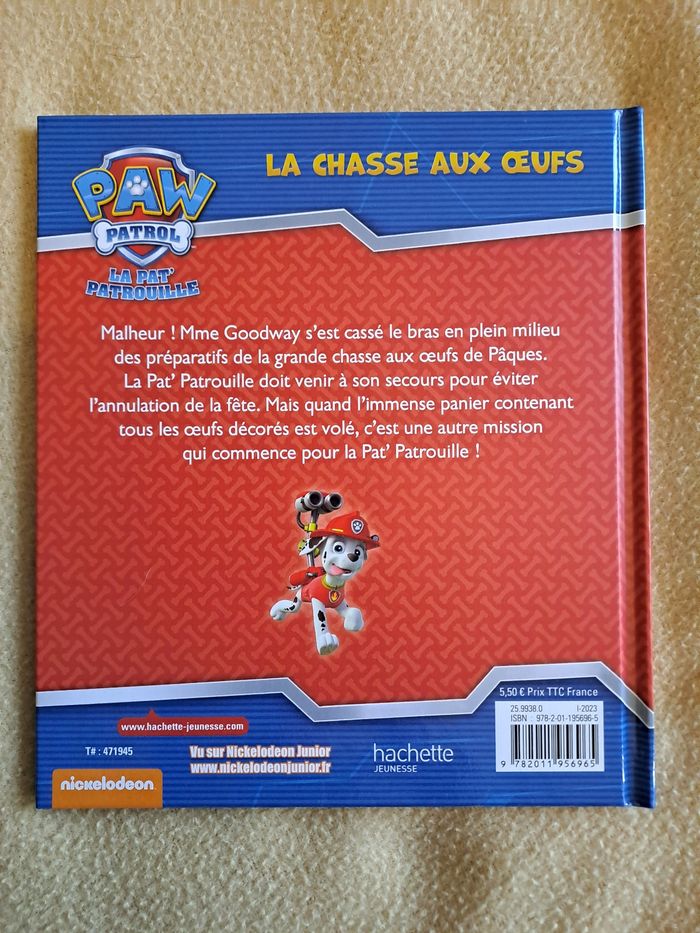 PAW
PATROL
LA PAT'
PATROUILLE
LA CHASSE AUX ŒUFS
Malheur ! Mme Goodway s'est cassé le bras en plein milieu
des préparatifs de la grande chasse aux œufs de Pâques.
La Pat' Patrouille doit venir à son secours pour éviter
l'annulation de la fête. Mais quand l'immense panier contenant
tous les œufs décorés est volé, c'est une autre mission
qui commence pour la Pat' Patrouille !
5,50 € Prix TTC France
www.hachette-jeunesse.com
T# : 471945
Vu sur Nickelodeon Junior
www.nickelodeonjunior.fr
hachette
JEUNESSE
25.9938.0 I-2023
ISBN : 978-2-01-195696-5
9 782011 956965
nickelodeon